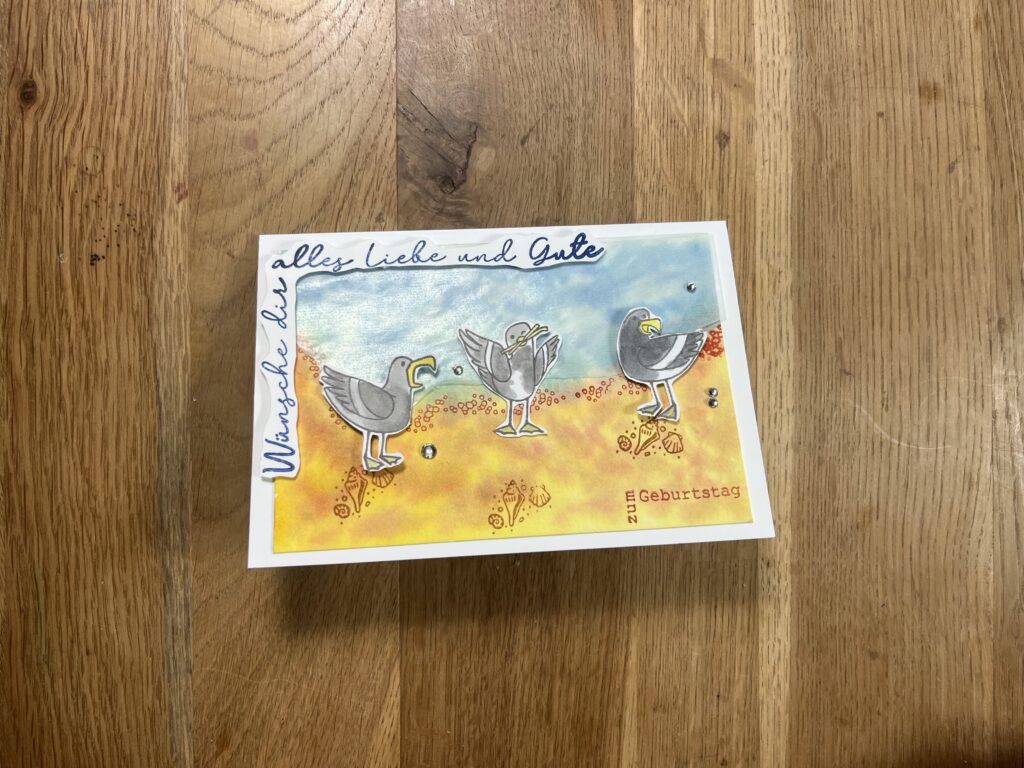 Wünsche dir
alles Liebe und Gute
zum
Geburtstag